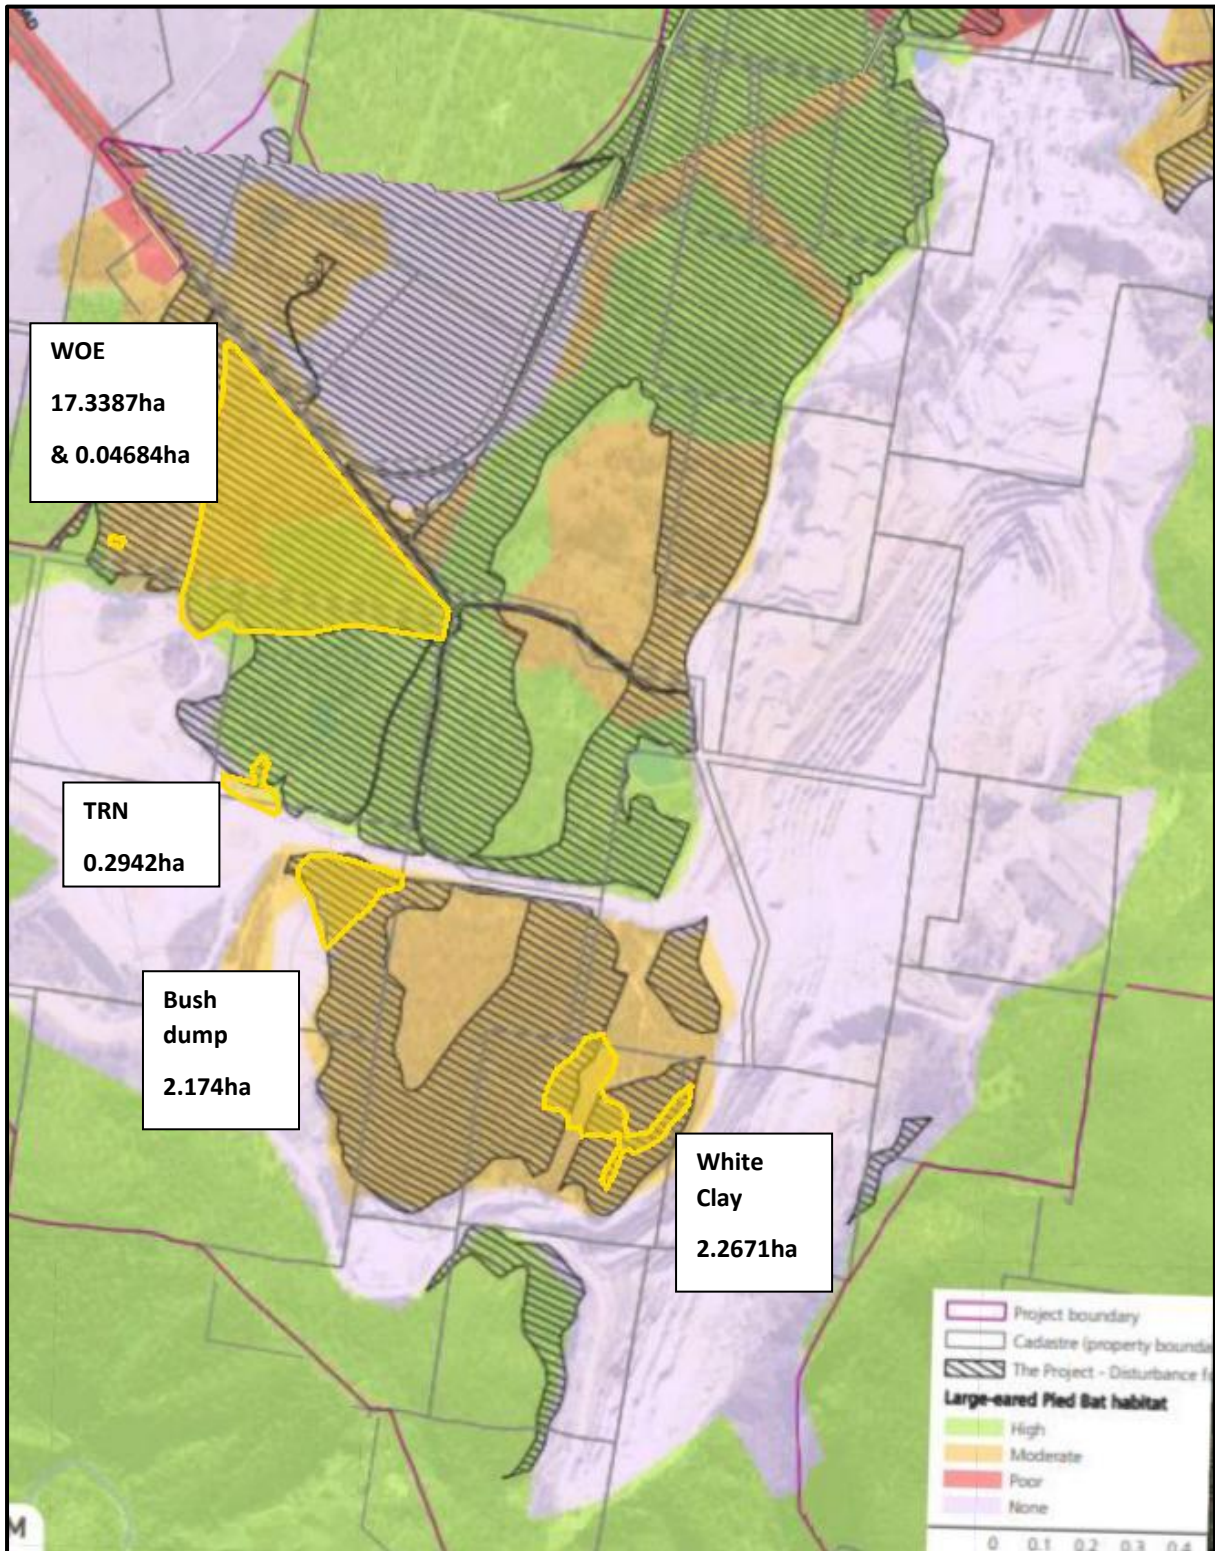 WOE
17.3387ha
& 0.04684ha
TRN
0.2942ha
Bush
dump
2.174ha
White
Clay
2.2671ha
Project boundary
Cadastre (property bounda
The Project - Disturbance f
Large-eared Pied Bat habitat
High
Moderate
Poor
None
0 0.1 0.2 0.3 0.4
M